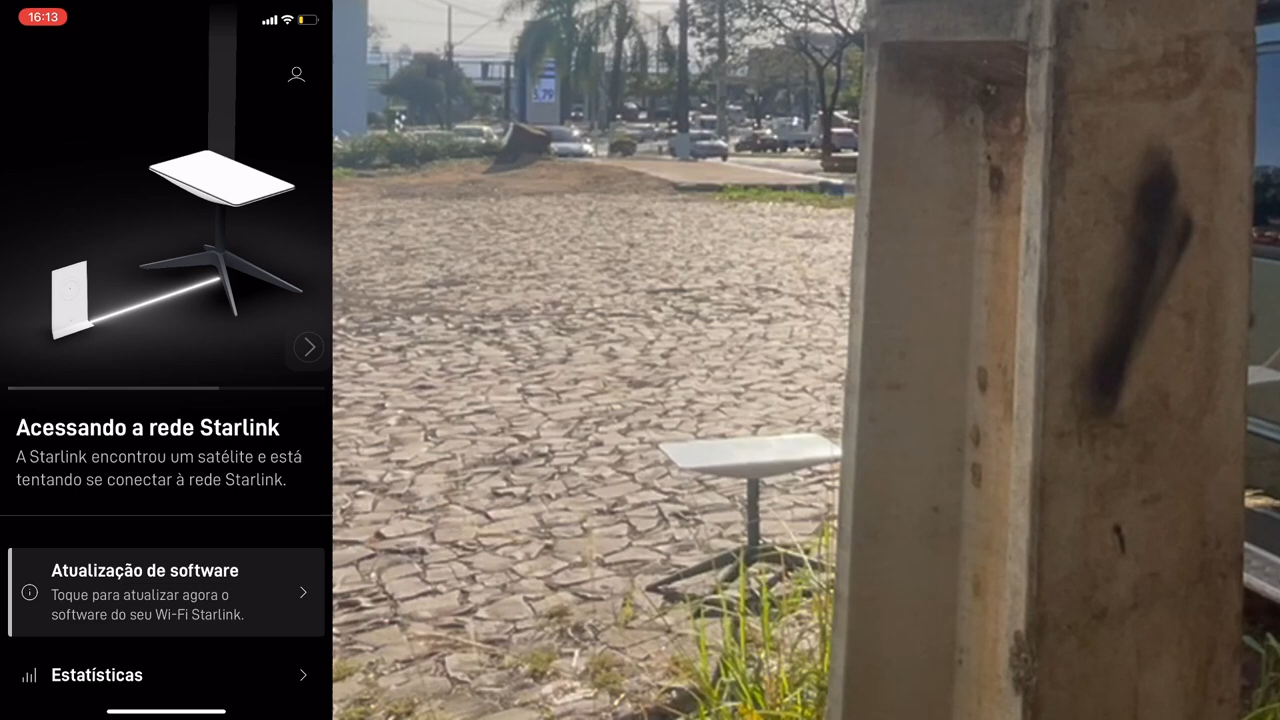 16:13
Acessando a rede Starlink
A Starlink encontrou um satélite e está
tentando se conectar à rede Starlink.
Atualização de software
Toque para atualizar agora o
software do seu Wi-Fi Starlink.
Estatísticas
3.79